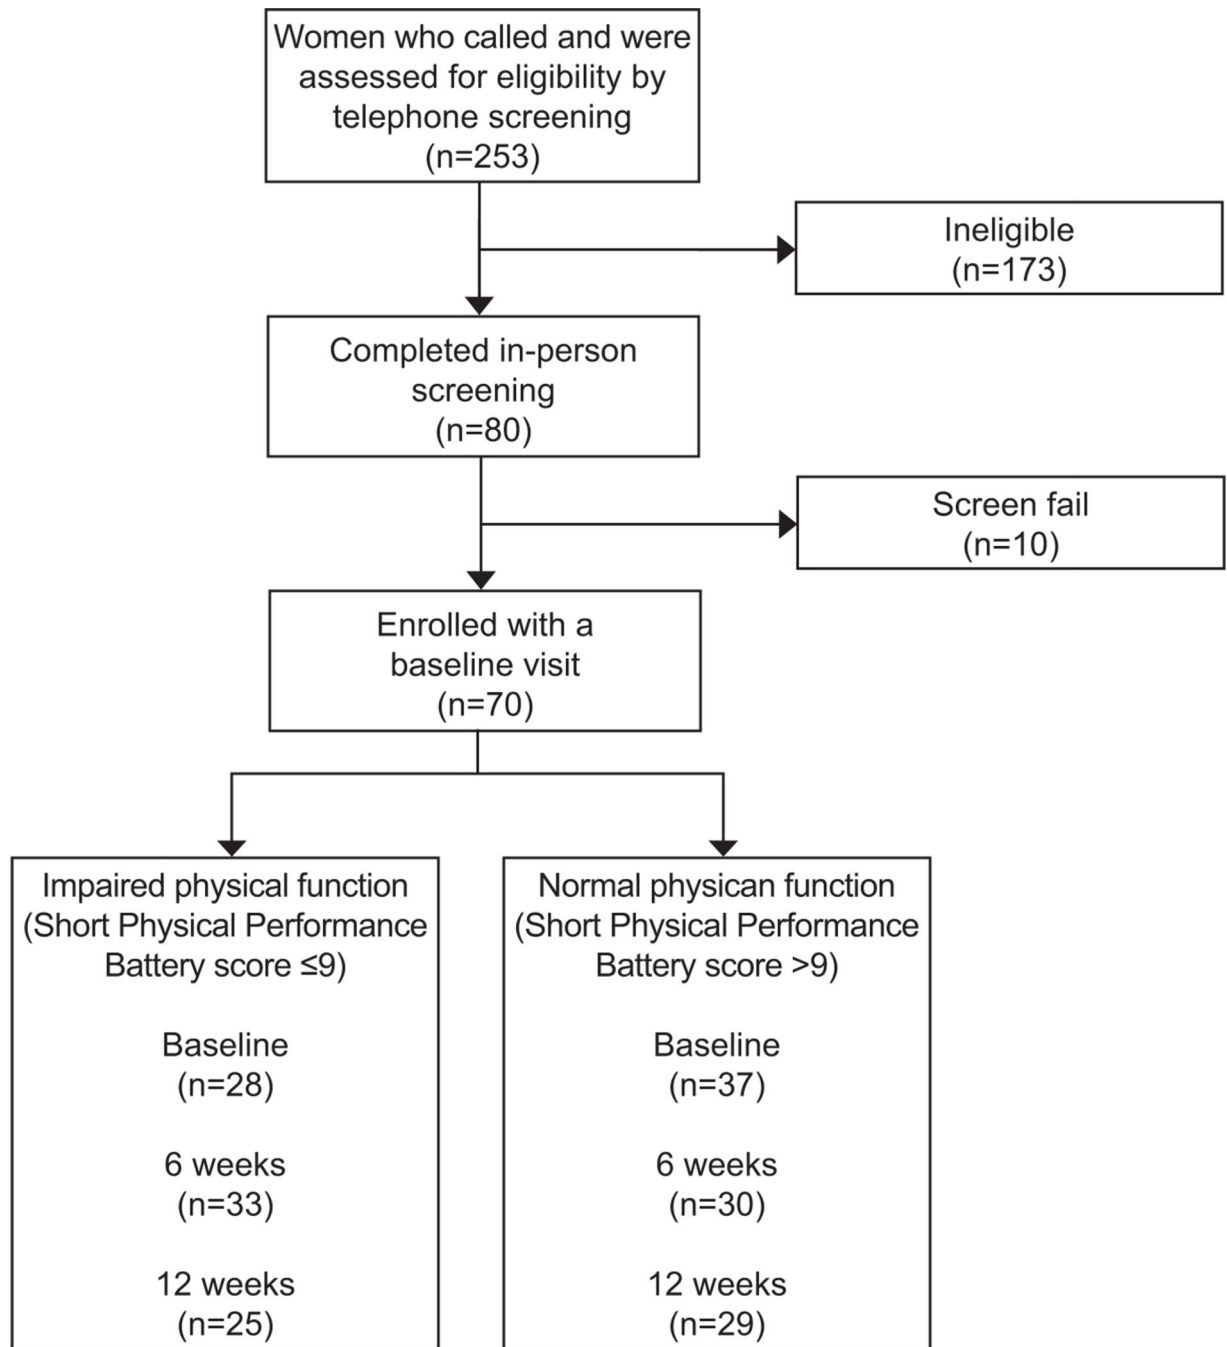 Women who called and were
assessed for eligibility by
telephone screening
(n=253)
Ineligible
(n=173)
Completed in-person
screening
(n=80)
Screen fail
(n=10)
Enrolled with a
baseline visit
(n=70)
Impaired physical function
(Short Physical Performance
Battery score ≤9)
Baseline
(n=28)
6 weeks
(n=33)
12 weeks
(n=25)
Normal physican function
(Short Physical Performance
Battery score >9)
Baseline
(n=37)
6 weeks
(n=30)
12 weeks
(n=29)